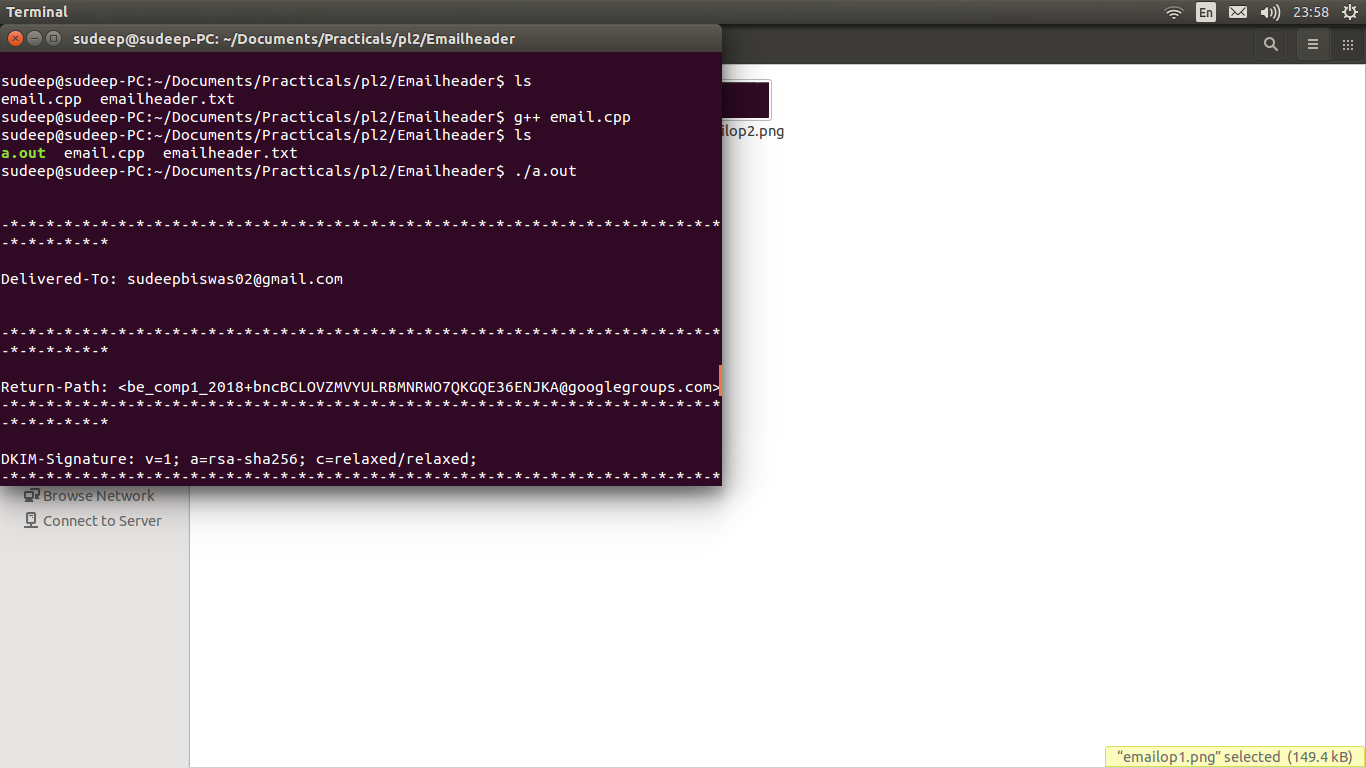 Terminal
En
23:58
sudeep@sudeep-PC: ~/Documents/Practicals/pl2/Emailheader
sudeep@sudeep-PC:~/Documents/Practicals/pl2/Emailheader$ ls
email.cpp  emailheader.txt
sudeep@sudeep-PC:~/Documents/Practicals/pl2/Emailheader$ g++ email.cpp
sudeep@sudeep-PC:~/Documents/Practicals/pl2/Emailheader$ ls
a.out  email.cpp  emailheader.txt
sudeep@sudeep-PC:~/Documents/Practicals/pl2/Emailheader$ ./a.out
-*-*-*-*-*-*-*-*-*-*-*-*-*-*-*-*-*-*-*-*-*-*-*-*-*-*-*-*-*-*-*-*-*-*-*-*-*-*-*-*
-*-*-*-*-*-*
Delivered-To: sudeepbiswas02@gmail.com
-*-*-*-*-*-*-*-*-*-*-*-*-*-*-*-*-*-*-*-*-*-*-*-*-*-*-*-*-*-*-*-*-*-*-*-*-*-*-*-*
-*-*-*-*-*-*
Return-Path: <be_comp1_2018+bncBCLOVZMVYULRBMNRWO7QKGQE36ENJKA@googlegroups.com>
-*-*-*-*-*-*-*-*-*-*-*-*-*-*-*-*-*-*-*-*-*-*-*-*-*-*-*-*-*-*-*-*-*-*-*-*-*-*-*-*
-*-*-*-*-*-*
DKIM-Signature: v=1; a=rsa-sha256; c=relaxed/relaxed;
-*-*-*-*-*-*-*-*-*-*-*-*-*-*-*-*-*-*-*-*-*-*-*-*-*-*-*-*-*-*-*-*-*-*-*-*-*-*-*-*
ilop2.png
Browse Network
Connect to Server
“emailop1.png” selected (149.4 kB)